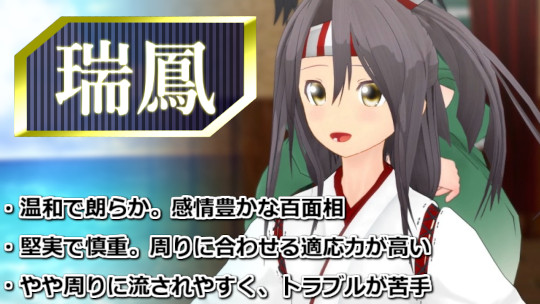 瑞鳳
・温和で朗らか。感情豊かな百面相
・堅実で慎重。周りに合わせる適応力が高い
・やや周りに流されやすく、トラブルが苦手